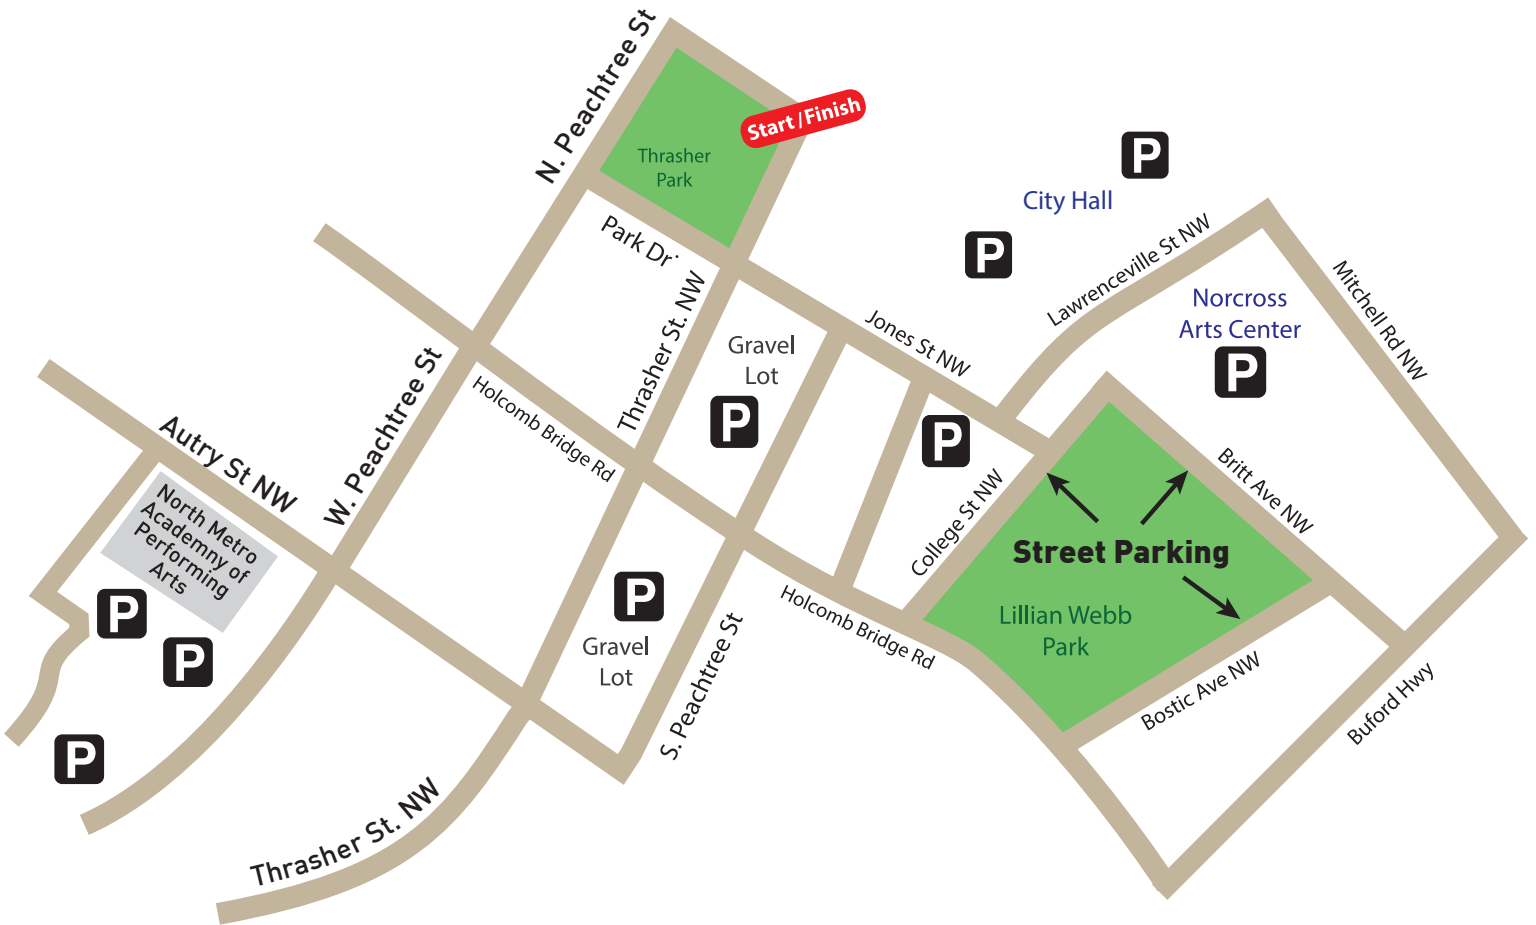 N. Peachtree St
Start / Finish
Thrasher
Park
Park Dr
P
City Hall
P
Lawrenceville St NW
Mitchell Rd NW
Norcross
Arts Center
P
Jones St NW
Thrasher St. NW
Gravel
Lot
P
P
W. Peachtree St
Holcomb Bridge Rd
Autry St NW
North Metro
Academny of
Performing
Arts
P
P
P
College St NW
Britt Ave NW
Street Parking
Lillian Webb
Park
P
Gravel
Lot
Holcomb Bridge Rd
S. Peachtree St
Bostic Ave NW
Buford Hwy
Thrasher St. NW